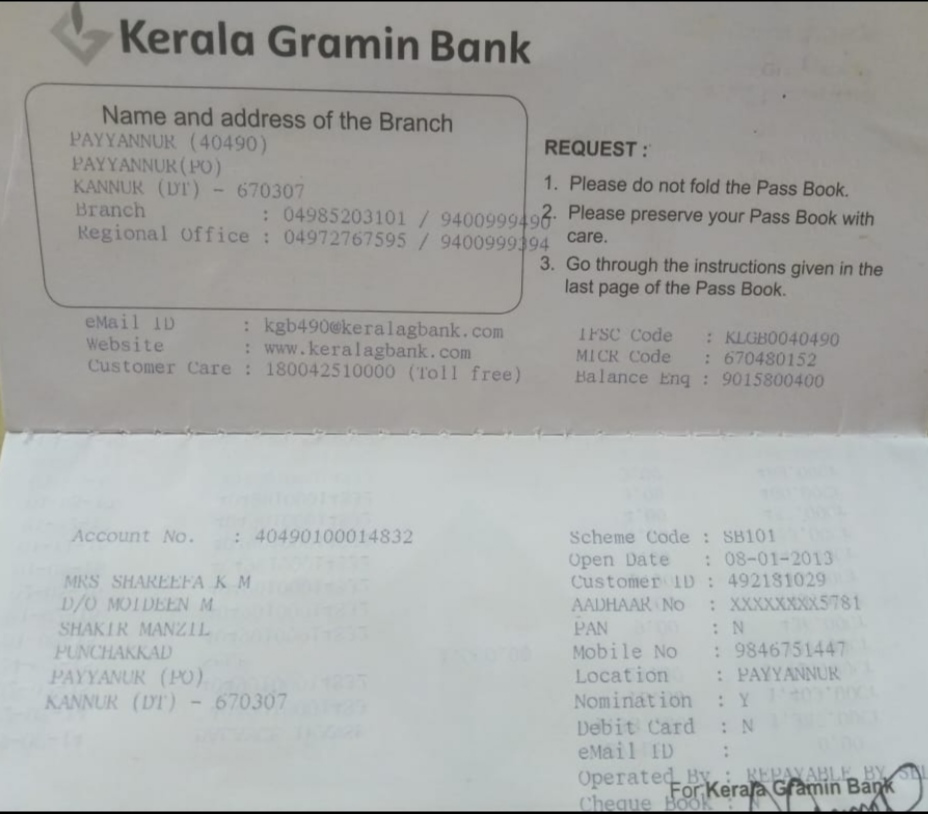 Kerala Gramin Bank
Name and address of the Branch
PAYYANNUR (40490)
PAYYANNUR(PO)
KANNUR (DT) - 670307
Branch : 04985203101 / 9400999490
Regional Office : 04972767595 / 9400999394
REQUEST :
1. Please do not fold the Pass Book.
2. Please preserve your Pass Book with
care.
3. Go through the instructions given in the
last page of the Pass Book.
eMail ID : kgb490@keralagbank.com
Website : www.keralagbank.com
Customer Care : 180042510000 (Toll free)
IFSC Code : KLGB0040490
MICR Code : 670480152
Balance Enq : 9015800400
Account No. : 40490100014832
MRS SHAREEFA K M
D/O MOIDEEN M
SHAKIR MANZIL
PUNCHAKKAD
PAYYANUR (PO)
KANNUR (DT) - 670307
Scheme Code : SB101
Open Date : 08-01-2013
Customer ID : 492181029
AADHAAR No : XXXXXXXX5781
PAN : N
Mobile No : 9846751447
Location : PAYYANNUR
Nomination : Y
Debit Card : N
eMail ID :
Operated By : REPAYABLE BY
For Kerala Gramin Bank
Cheque Book : N